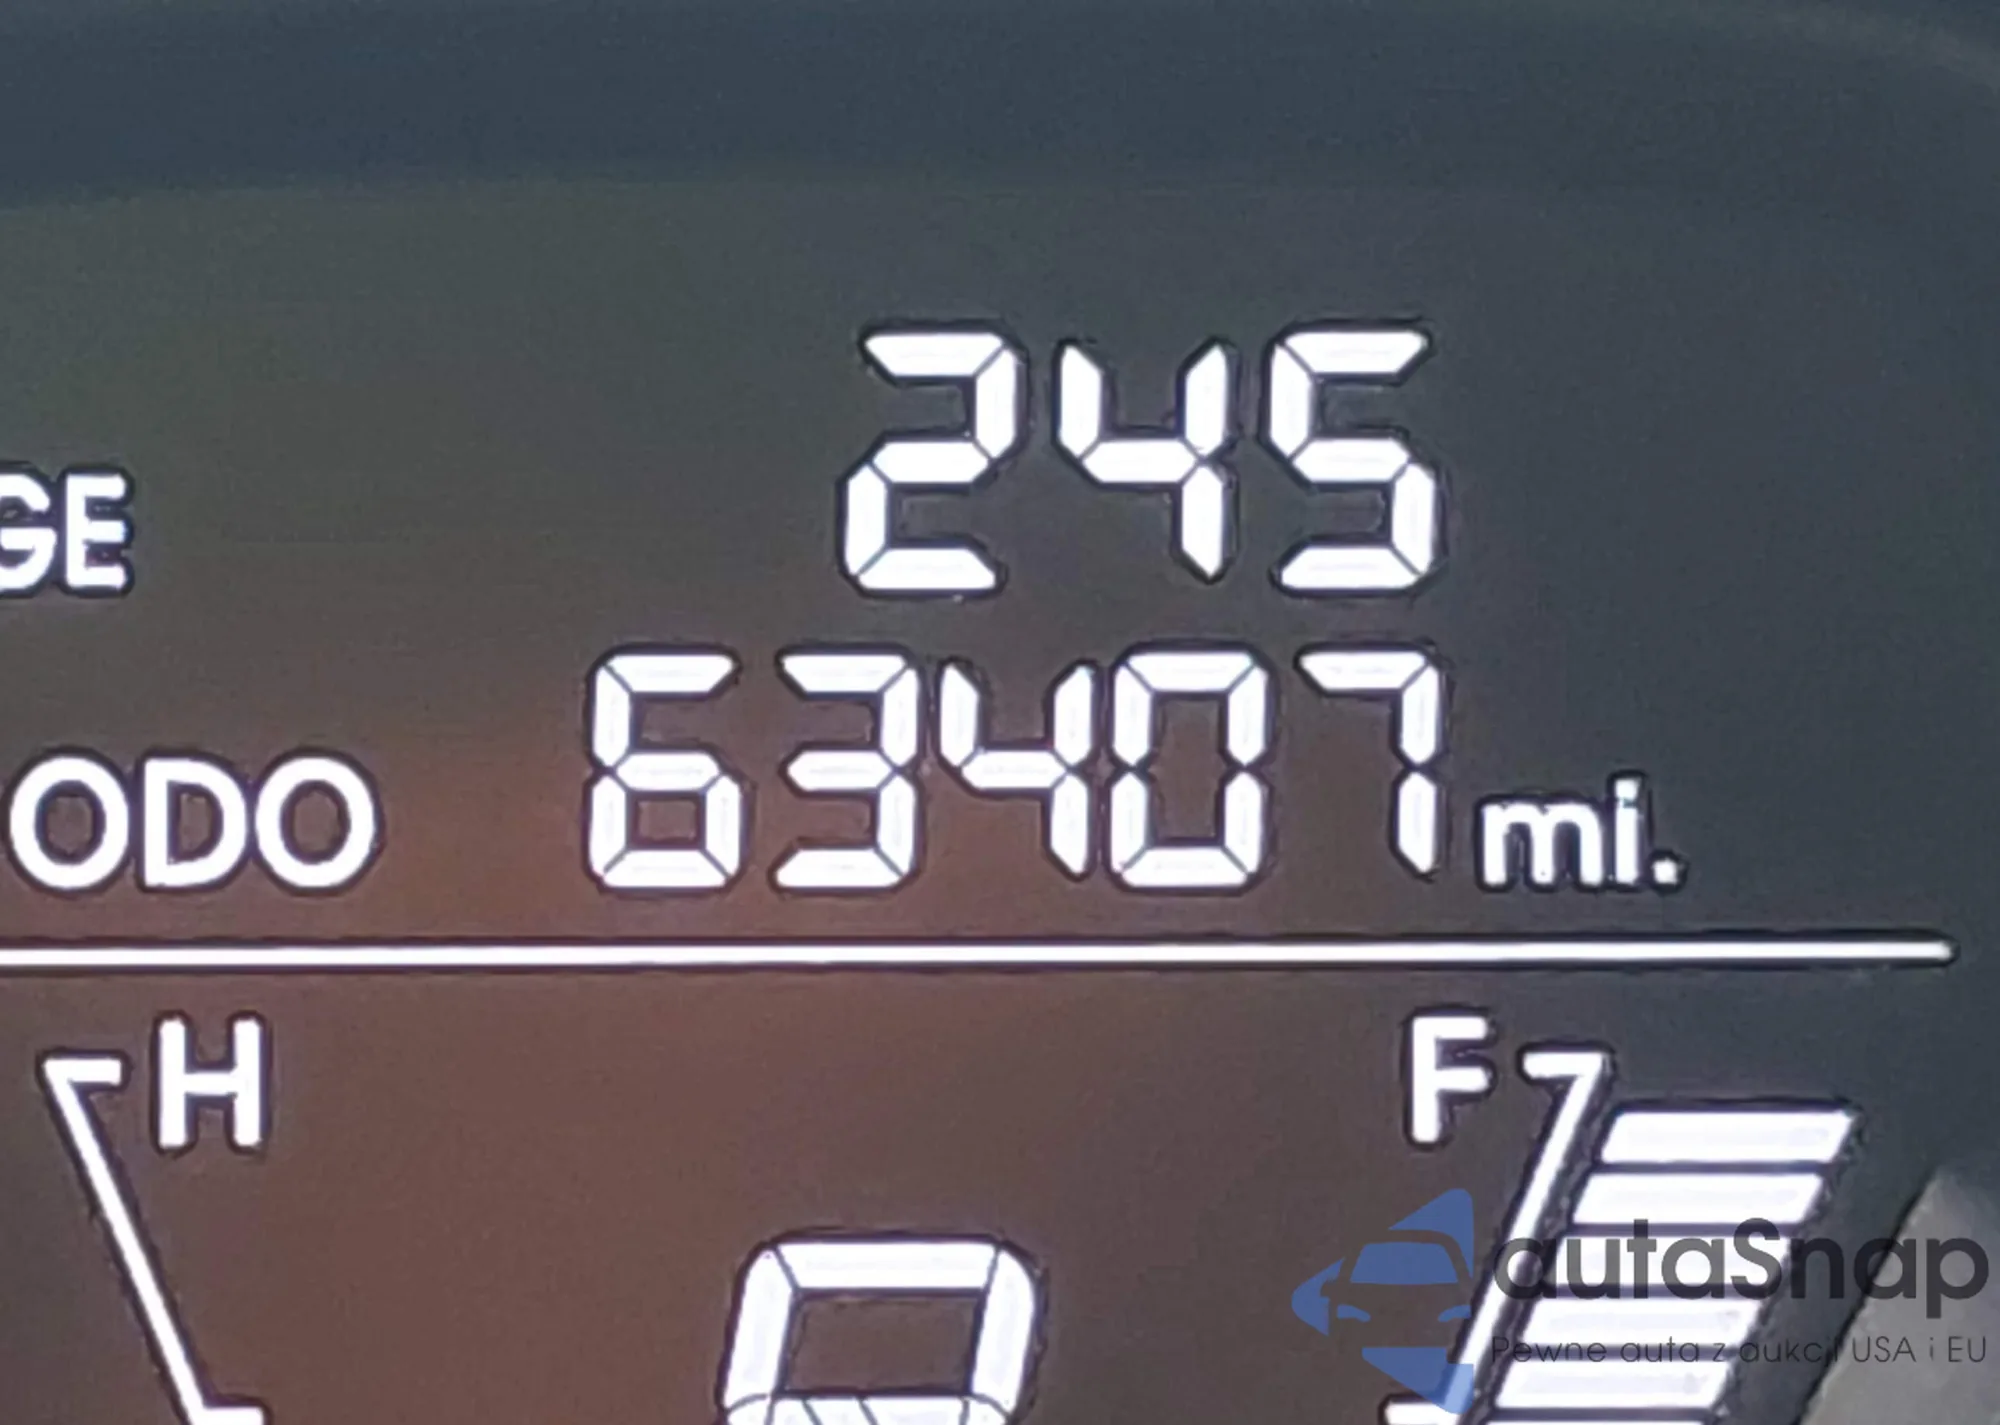 245
GE
ODO 63407 mi.
H F
autaSnap
Pewne auta z aukcji USA i EU